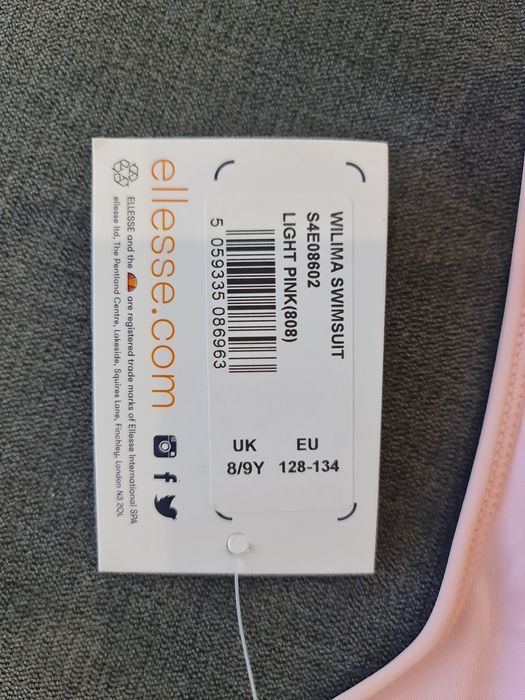 WILIMA SWIMSUIT
S4E08602
LIGHT PINK(808)
5 059335 086963
UK EU
8/9Y 128-134
ellesse.com
ELLESSE and the are registered trade marks of Ellesse International SPA
ellesse ltd, The Pentland Centre, Lakeside, Squires Lane, Finchley, London N3 2QL